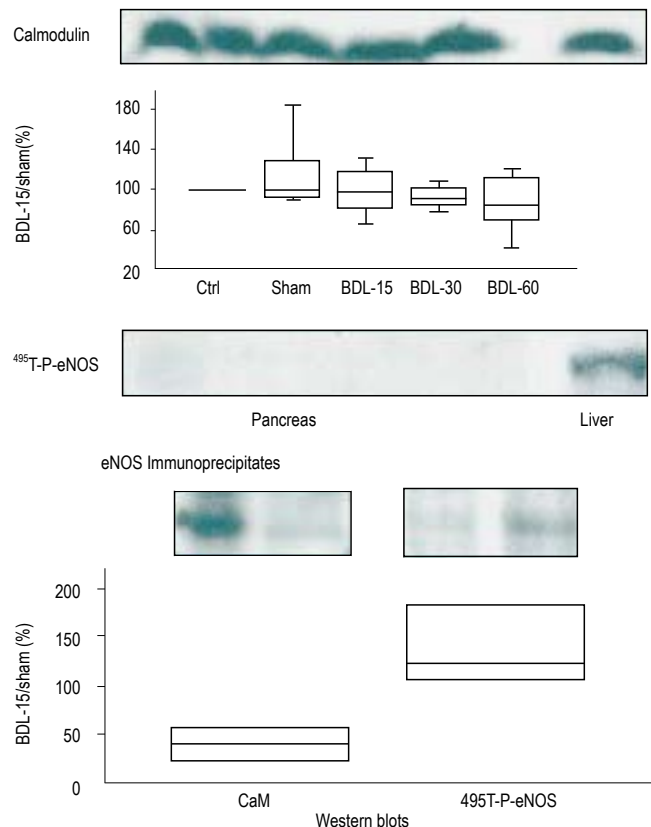 Calmodulin
BDL-15/sham(%)
180
140
100
60
20
Ctrl Sham BDL-15 BDL-30 BDL-60
495T-P-eNOS
Pancreas Liver
eNOS Immunoprecipitates
BDL-15/sham (%)
200
150
100
50
0
CaM 495T-P-eNOS
Western blots